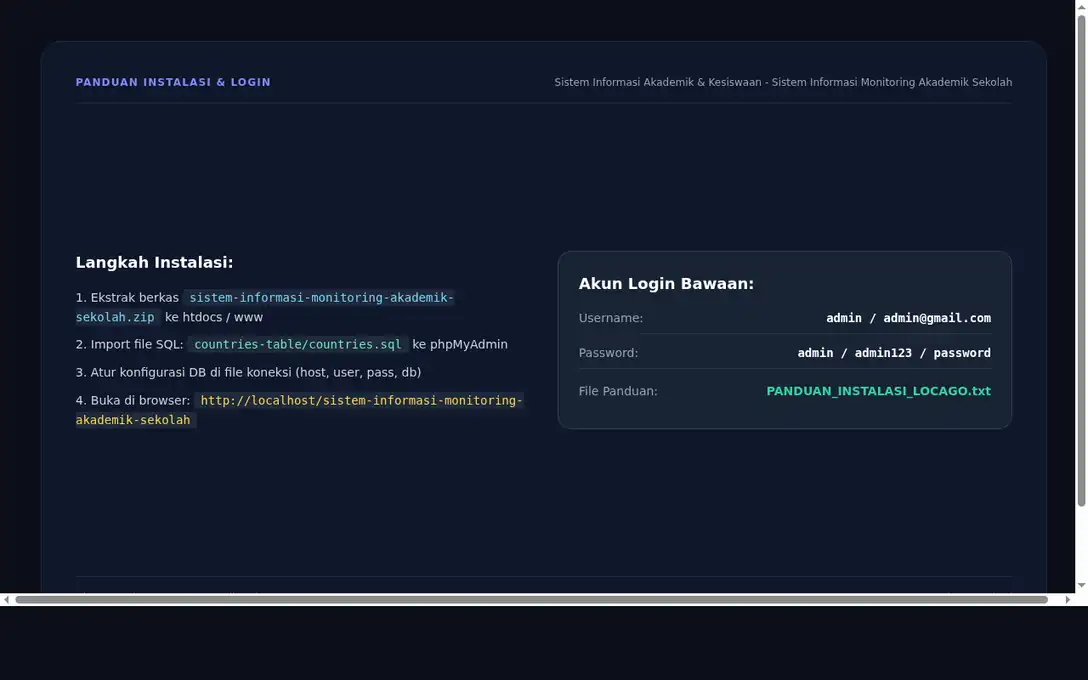 PANDUAN INSTALASI & LOGIN
Sistem Informasi Akademik & Kesiswaan - Sistem Informasi Monitoring Akademik Sekolah
Langkah Instalasi:
1. Ekstrak berkas sistem-informasi-monitoring-akademik-
sekolah.zip ke htdocs / www
2. Import file SQL: countries-table/countries.sql ke phpMyAdmin
3. Atur konfigurasi DB di file koneksi (host, user, pass, db)
4. Buka di browser: http://localhost/sistem-informasi-monitoring-
akademik-sekolah
Akun Login Bawaan:
Username: admin / admin@gmail.com
Password: admin / admin123 / password
File Panduan: PANDUAN_INSTALASI_LOCAGO.txt